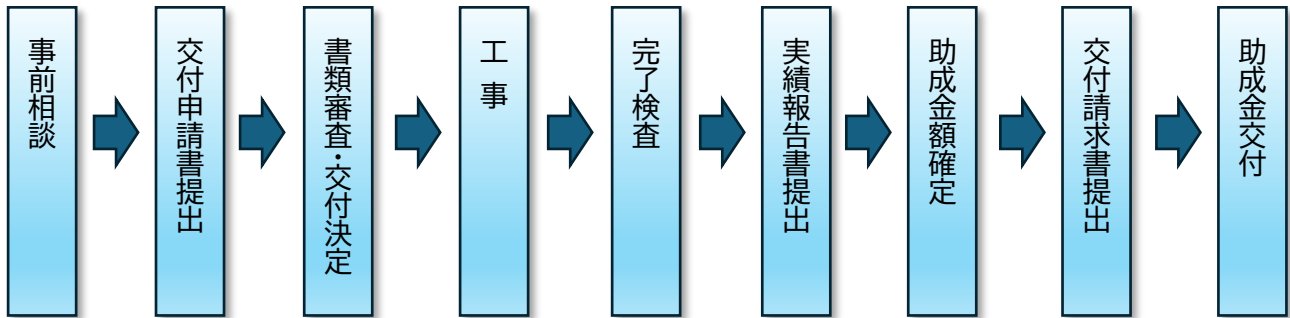 事前相談
交付申請書提出
書類審査・交付決定
工事
完了検査
実績報告書提出
助成金額確定
交付請求書提出
助成金交付